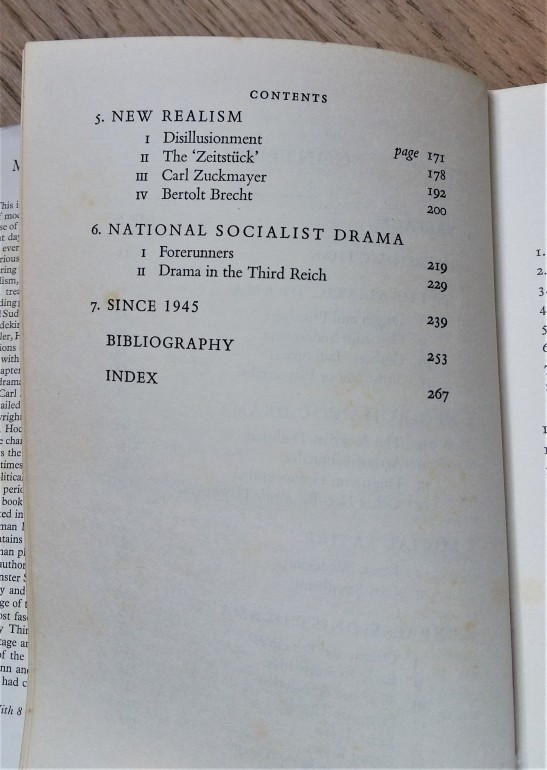 CONTENTS
5. NEW REALISM
I Disillusionment page 171
II The 'Zeitstück' 178
III Carl Zuckmayer 192
IV Bertolt Brecht 200
6. NATIONAL SOCIALIST DRAMA
I Forerunners 219
II Drama in the Third Reich 229
7. SINCE 1945 239
BIBLIOGRAPHY 253
INDEX 267